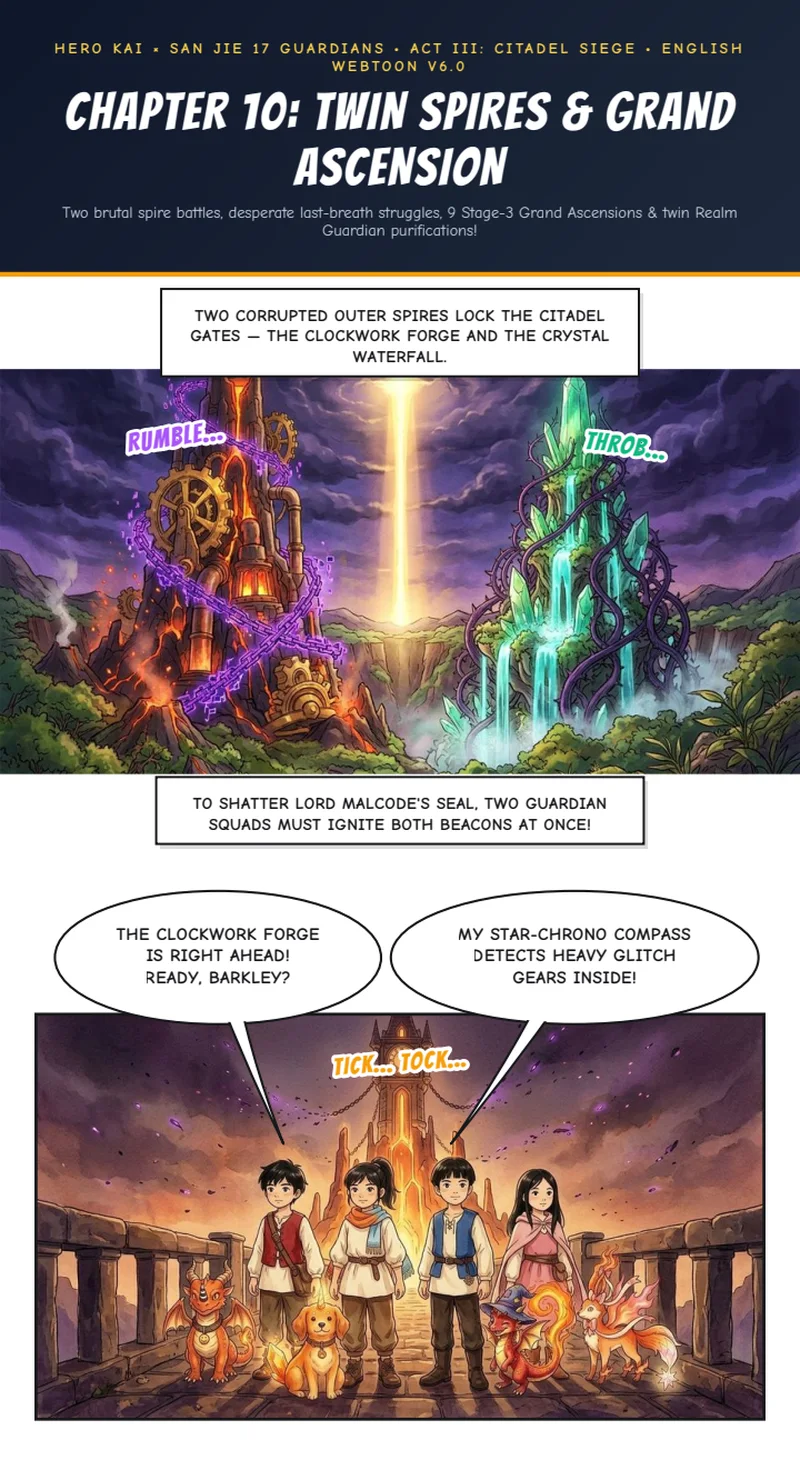 HERO KAI × SAN JIE 17 GUARDIANS • ACT III: CITADEL SIEGE • ENGLISH
WEBTOON V6.0
CHAPTER 10: TWIN SPIRES & GRAND
ASCENSION
Two brutal spire battles, desperate last-breath struggles, 9 Stage-3 Grand Ascensions & twin Realm
Guardian purifications!
TWO CORRUPTED OUTER SPIRES LOCK THE CITADEL
GATES — THE CLOCKWORK FORGE AND THE CRYSTAL
WATERFALL.
RUMBLE...
THROB...
TO SHATTER LORD MALCODE'S SEAL, TWO GUARDIAN
SQUADS MUST IGNITE BOTH BEACONS AT ONCE!
THE CLOCKWORK FORGE
IS RIGHT AHEAD!
READY, BARKLEY?
MY STAR-CHRONO COMPASS
DETECTS HEAVY GLITCH
GEARS INSIDE!
TICK... TOCK...